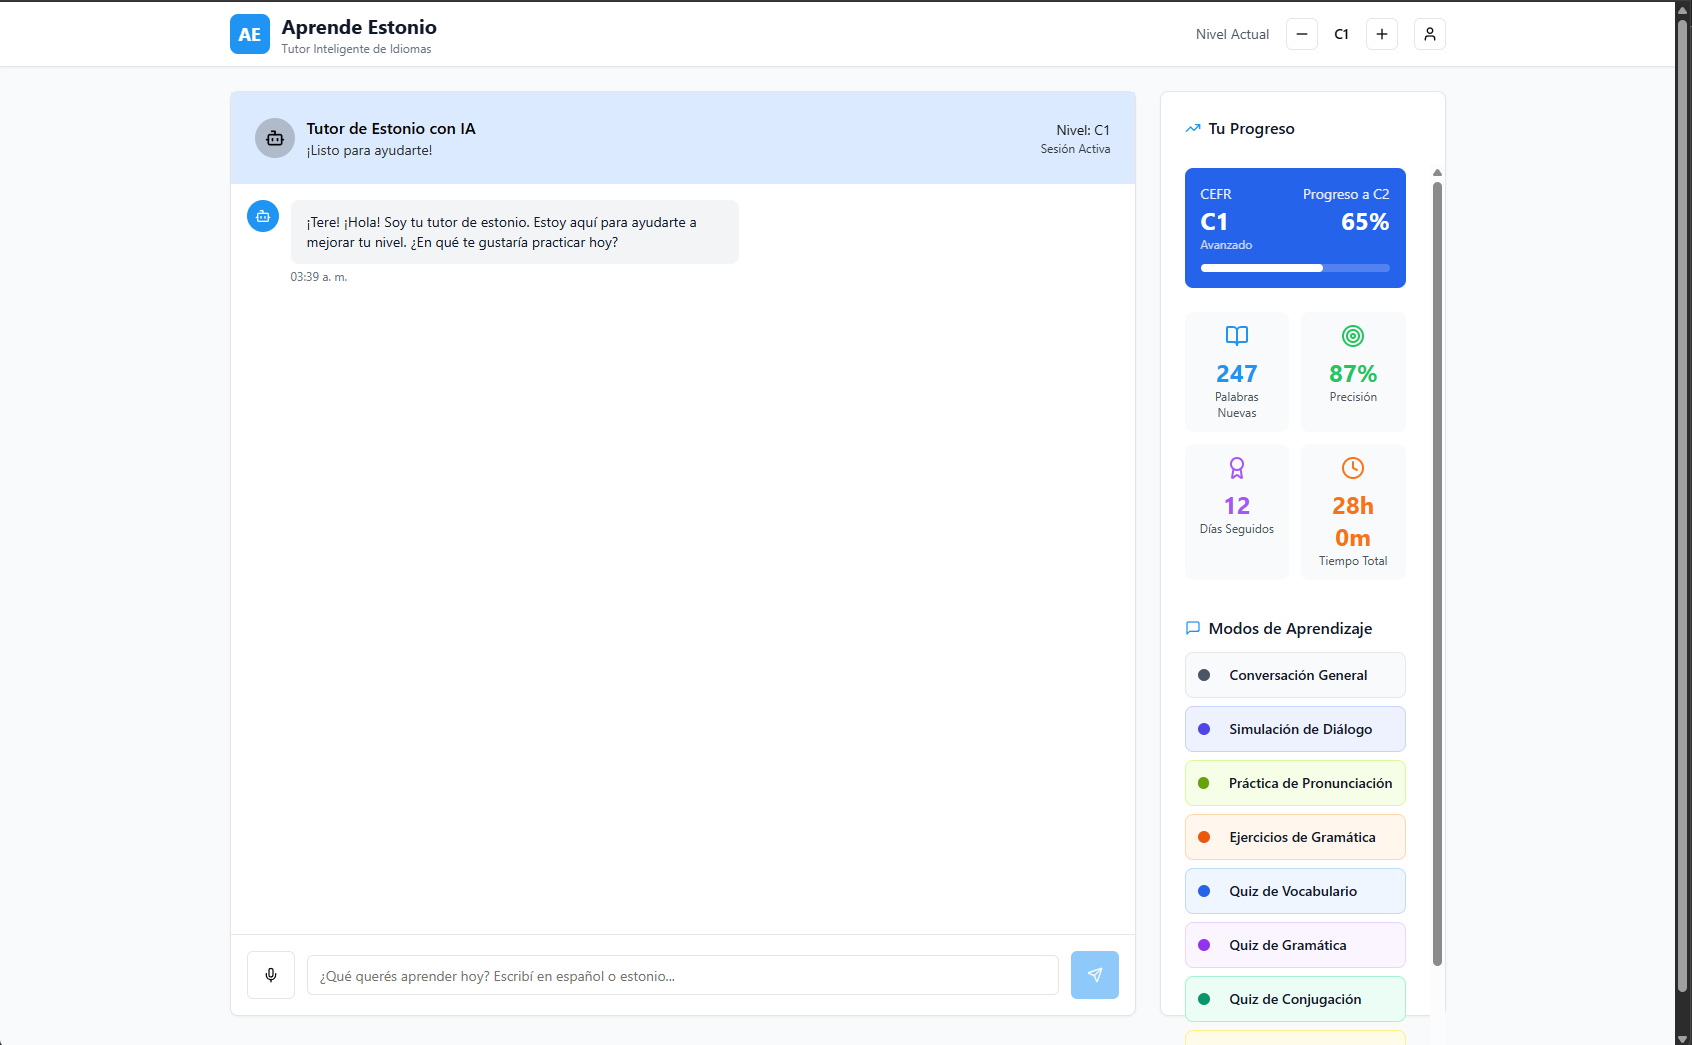 AE
Aprende Estonio
Tutor Inteligente de Idiomas
Nivel Actual
C1
Tutor de Estonio con IA
¡Listo para ayudarte!
Nivel: C1
Sesión Activa
¡Tere! ¡Hola! Soy tu tutor de estonio. Estoy aquí para ayudarte a
mejorar tu nivel. ¿En qué te gustaría practicar hoy?
03:39 a. m.
¿Qué querés aprender hoy? Escribí en español o estonio...
Tu Progreso
CEFR
Progreso a C2
C1
65%
Avanzado
247
Palabras
Nuevas
87%
Precisión
12
Días Seguidos
28h
0m
Tiempo Total
Modos de Aprendizaje
Conversación General
Simulación de Diálogo
Práctica de Pronunciación
Ejercicios de Gramática
Quiz de Vocabulario
Quiz de Gramática
Quiz de Conjugación